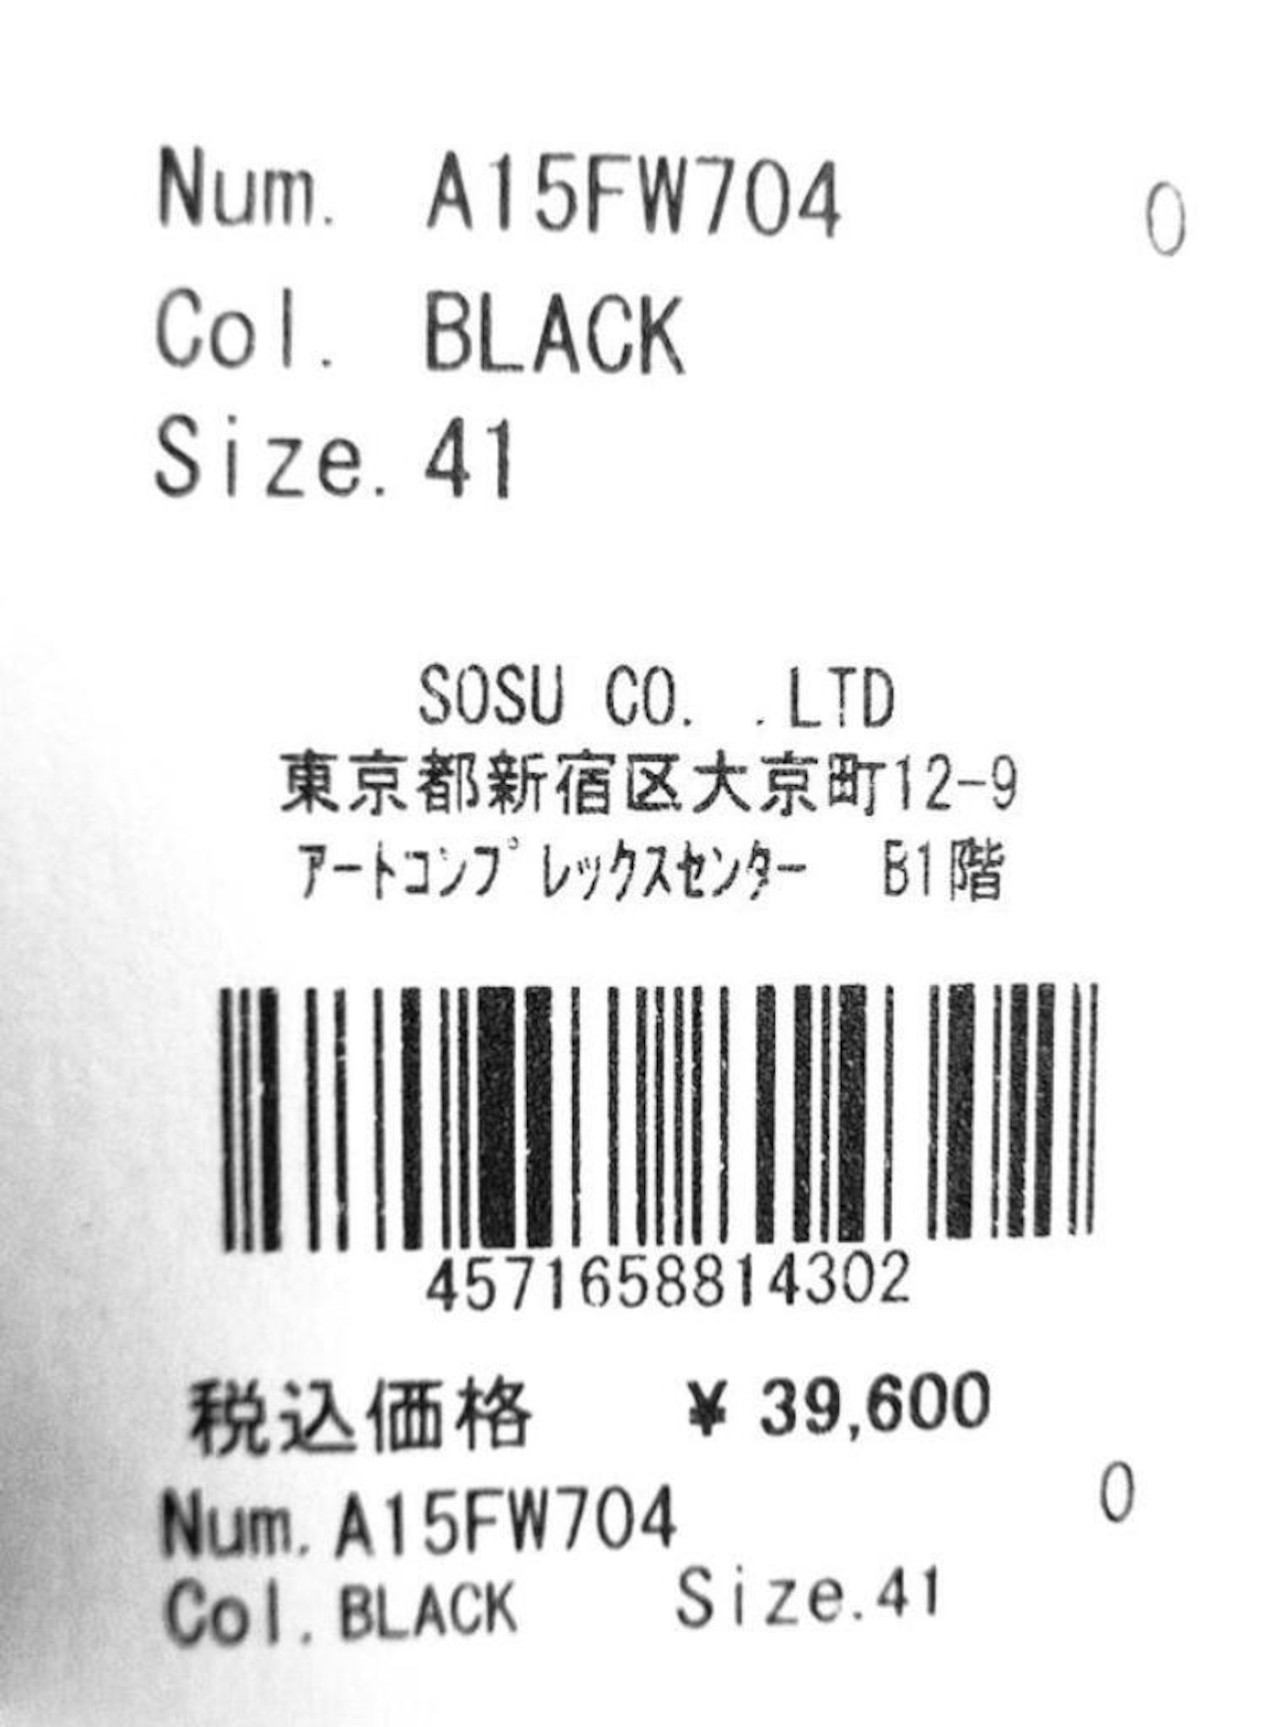 Num. A15FW704 0
Col. BLACK
Size. 41
SOSU CO. .LTD
東京都新宿区大京町12-9
ｱｰﾄｺﾝﾌﾟﾚｯｸｽｾﾝﾀｰ B1階
4571658814302
税込価格 ¥ 39,600
Num. A15FW704 0
Col. BLACK Size. 41